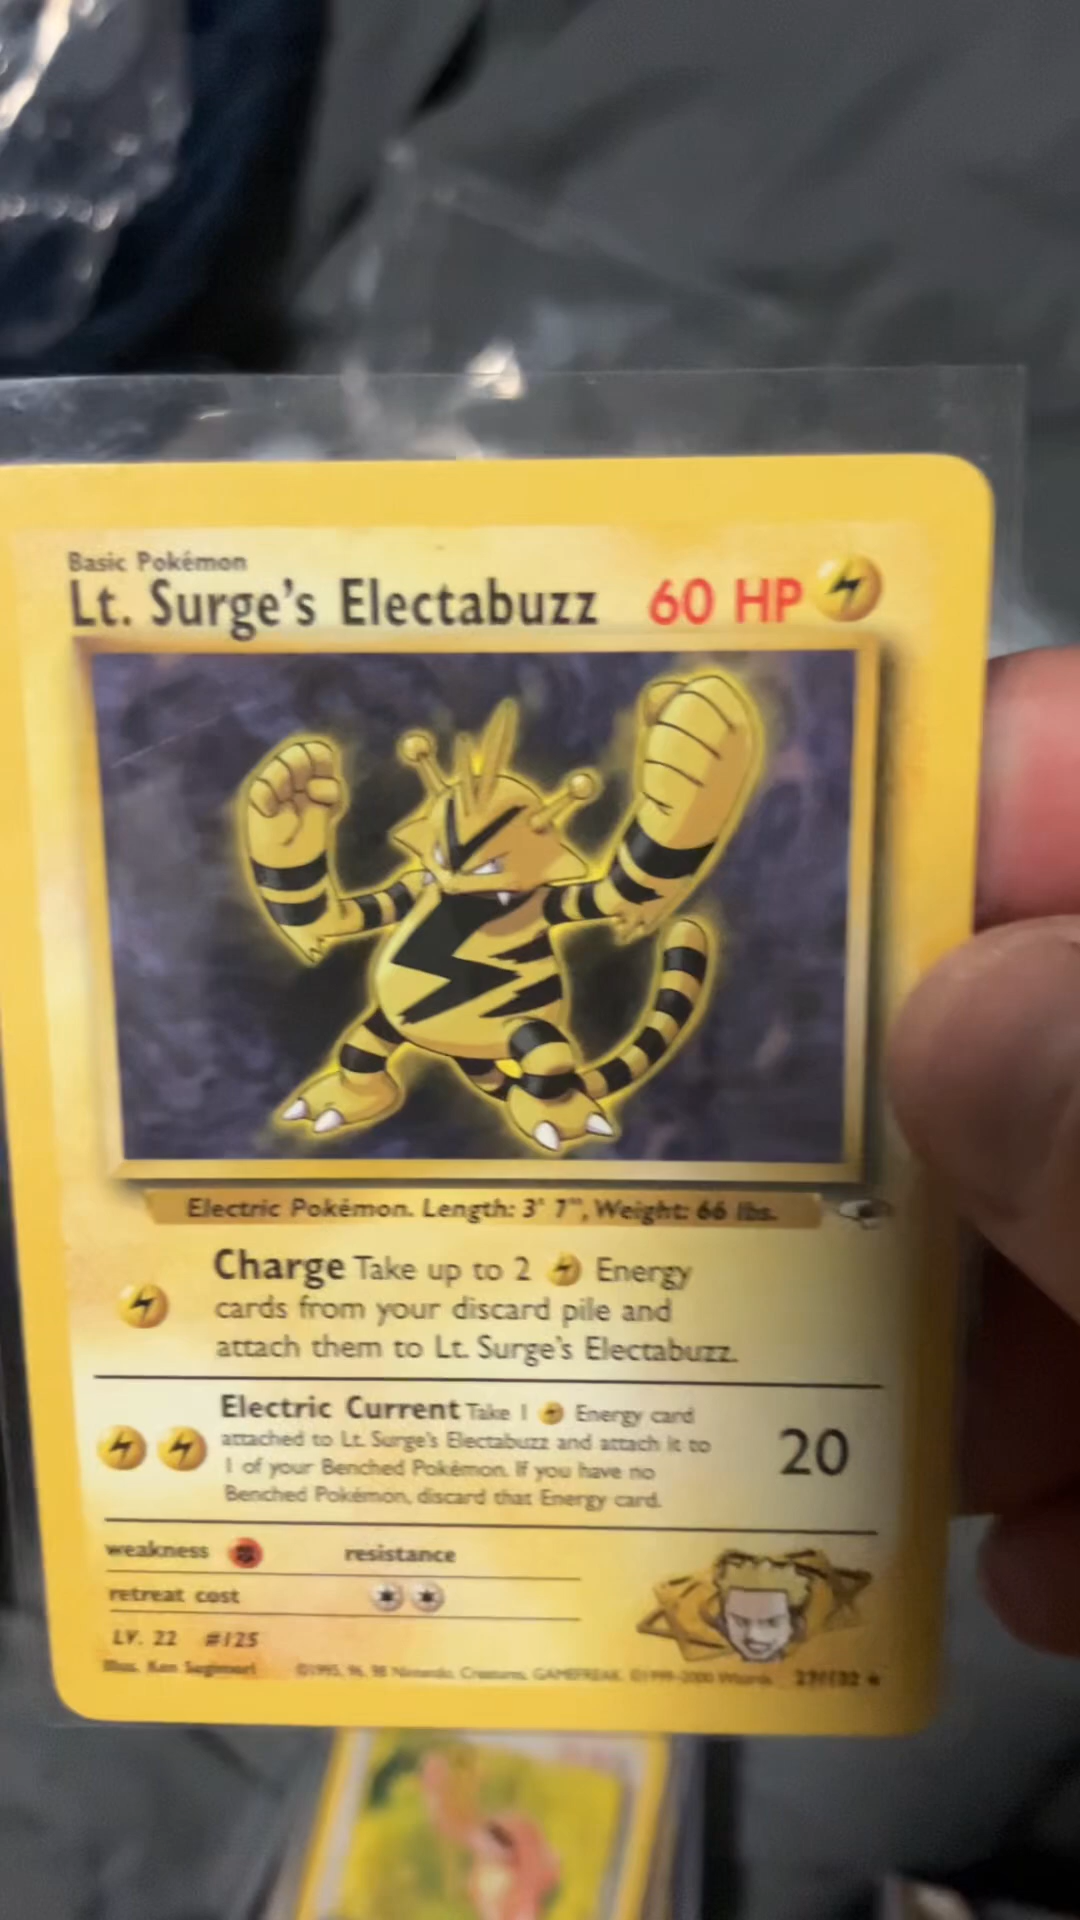 Basic Pokémon
Lt. Surge's Electabuzz 60 HP
Electric Pokémon. Length: 3' 7", Weight: 66 lbs.
Charge Take up to 2 Energy
cards from your discard pile and
attach them to Lt. Surge's Electabuzz.
Electric Current Take 1 Energy card
attached to Lt. Surge's Electabuzz and attach it to
1 of your Benched Pokémon. If you have no
Benched Pokémon, discard that Energy card.
20
weakness resistance
retreat cost
LV. 22 #125
Illus. Ken Sugimori ©1995, 96, 98 Nintendo, Creatures, GAMEFREAK. ©1999-2000 Wizards.